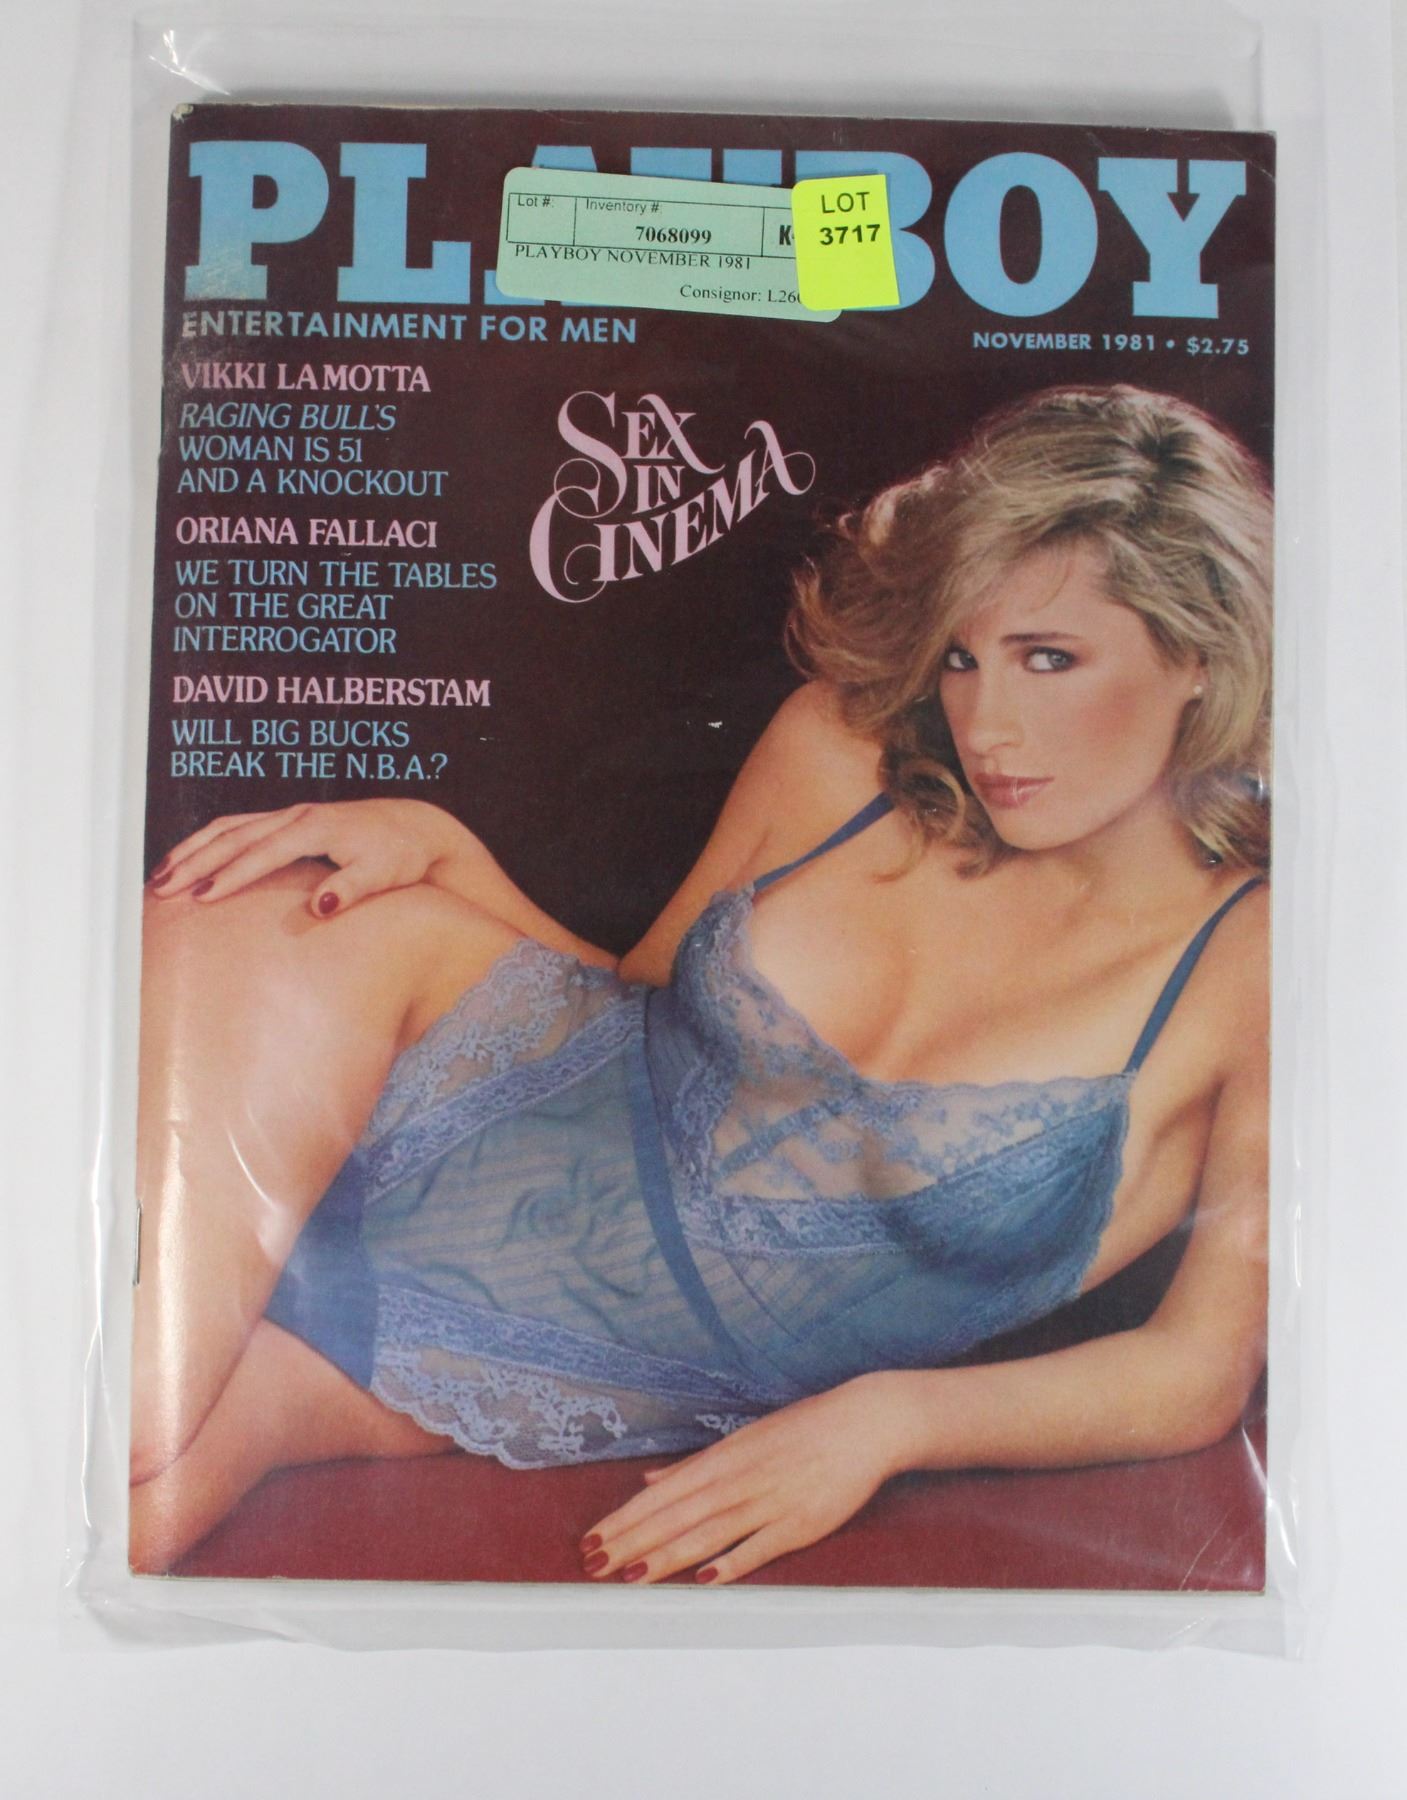 PLAYBOY
Lot #: Inventory #:
7068099
PLAYBOY NOVEMBER 1981
Consignor:
LOT
3717
ENTERTAINMENT FOR MEN
NOVEMBER 1981 • $2.75
VIKKI LA MOTTA
RAGING BULL'S
WOMAN IS 51
AND A KNOCKOUT
ORIANA FALLACI
WE TURN THE TABLES
ON THE GREAT
INTERROGATOR
DAVID HALBERSTAM
WILL BIG BUCKS
BREAK THE N.B.A.?
SEX
IN
CINEMA